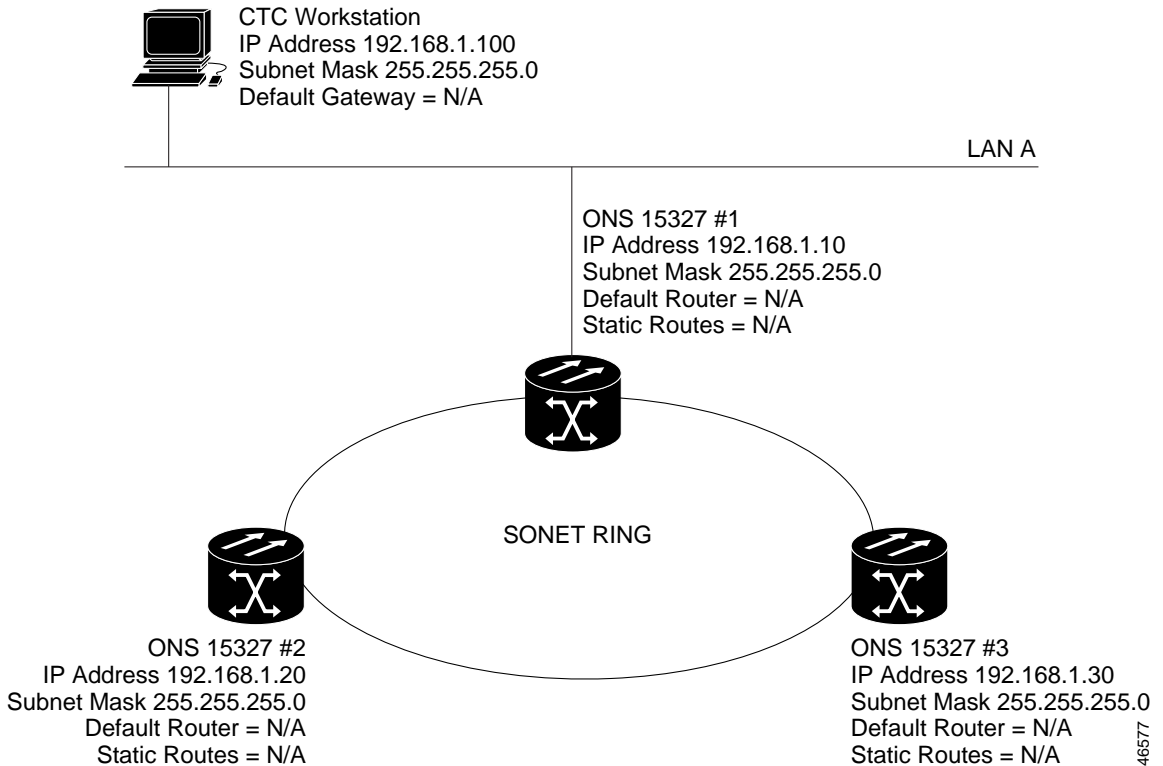 CTC Workstation
IP Address 192.168.1.100
Subnet Mask 255.255.255.0
Default Gateway = N/A
LAN A
ONS 15327 #1
IP Address 192.168.1.10
Subnet Mask 255.255.255.0
Default Router = N/A
Static Routes = N/A
SONET RING
ONS 15327 #2
IP Address 192.168.1.20
Subnet Mask 255.255.255.0
Default Router = N/A
Static Routes = N/A
ONS 15327 #3
IP Address 192.168.1.30
Subnet Mask 255.255.255.0
Default Router = N/A
Static Routes = N/A
46577